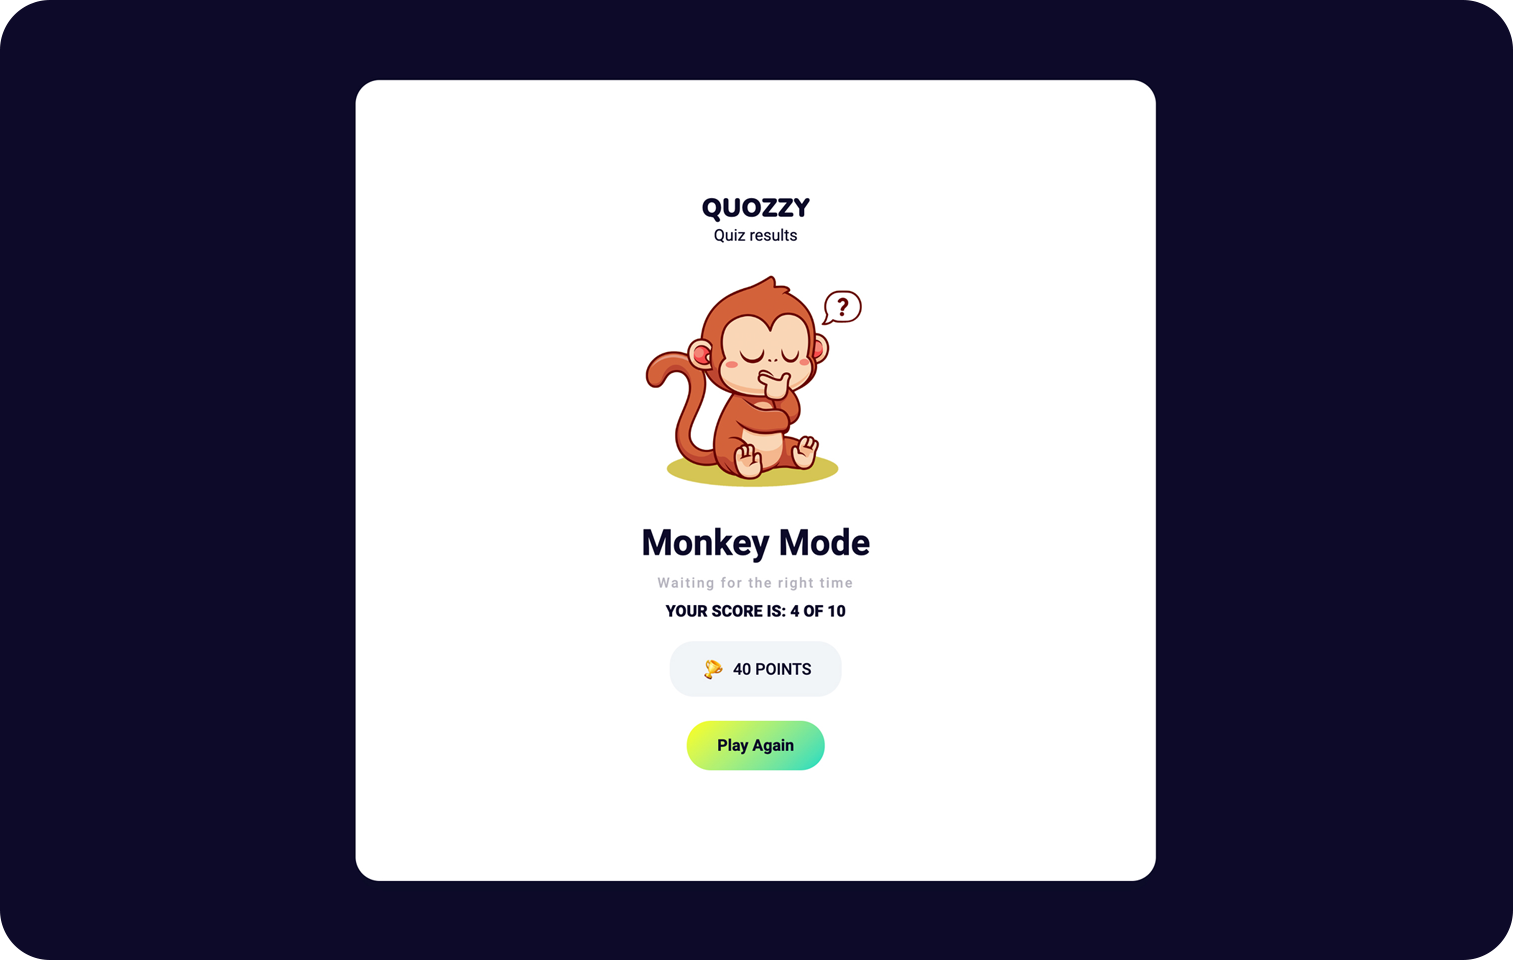 QUOZZY
Quiz results
?
Monkey Mode
Waiting for the right time
YOUR SCORE IS: 4 OF 10
40 POINTS
Play Again